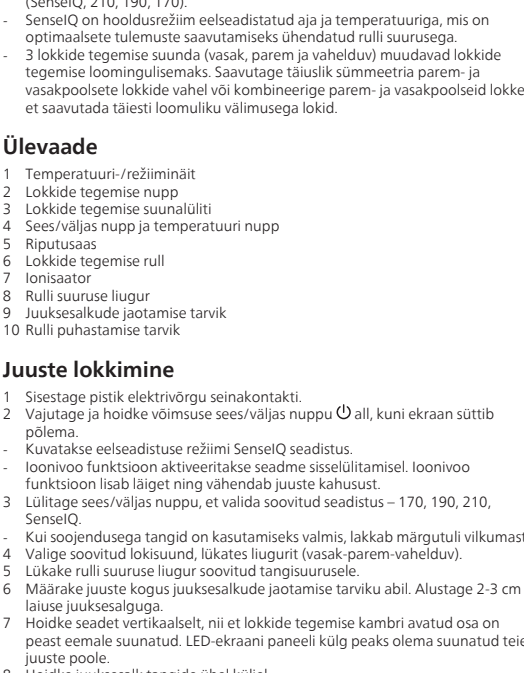 (SenseIQ, 210, 190, 170).
- SenseIQ on hooldusrežiim eelseadistatud aja ja temperatuuriga, mis on
optimaalsete tulemuste saavutamiseks ühendatud rulli suurusega.
- 3 lokkide tegemise suunda (vasak, parem ja vahelduv) muudavad lokkide
tegemise loomingulisemaks. Saavutage täiuslik sümmeetria parem- ja
vasakpoolsete lokkide vahel või kombineerige parem- ja vasakpoolseid lokke
et saavutada täiesti loomuliku välimusega lokid.
Ülevaade
1 Temperatuuri-/režiiminäit
2 Lokkide tegemise nupp
3 Lokkide tegemise suunalüliti
4 Sees/väljas nupp ja temperatuuri nupp
5 Riputusaas
6 Lokkide tegemise rull
7 Ionisaator
8 Rulli suuruse liugur
9 Juuksesalkude jaotamise tarvik
10 Rulli puhastamise tarvik
Juuste lokkimine
1 Sisestage pistik elektrivõrgu seinakontakti.
2 Vajutage ja hoidke võimsuse sees/väljas nuppu ⏻ all, kuni ekraan süttib
põlema.
- Kuvatakse eelseadistuse režiimi SenseIQ seadistus.
- Ioonivoo funktsioon aktiveeritakse seadme sisselülitamisel. Ioonivoo
funktsioon lisab läiget ning vähendab juuste kahusust.
3 Lülitage sees/väljas nuppu, et valida soovitud seadistus – 170, 190, 210,
SenseIQ.
- Kui soojendusega tangid on kasutamiseks valmis, lakkab märgutuli vilkumast
4 Valige soovitud lokisuund, lükates liugurit (vasak-parem-vahelduv).
5 Lükake rulli suuruse liugur soovitud tangisuurusele.
6 Määrake juuste kogus juuksesalkude jaotamise tarviku abil. Alustage 2-3 cm
laiuse juuksesalguga.
7 Hoidke seadet vertikaalselt, nii et lokkide tegemise kambri avatud osa on
peast eemale suunatud. LED-ekraani paneeli külg peaks olema suunatud teie
juuste poole.